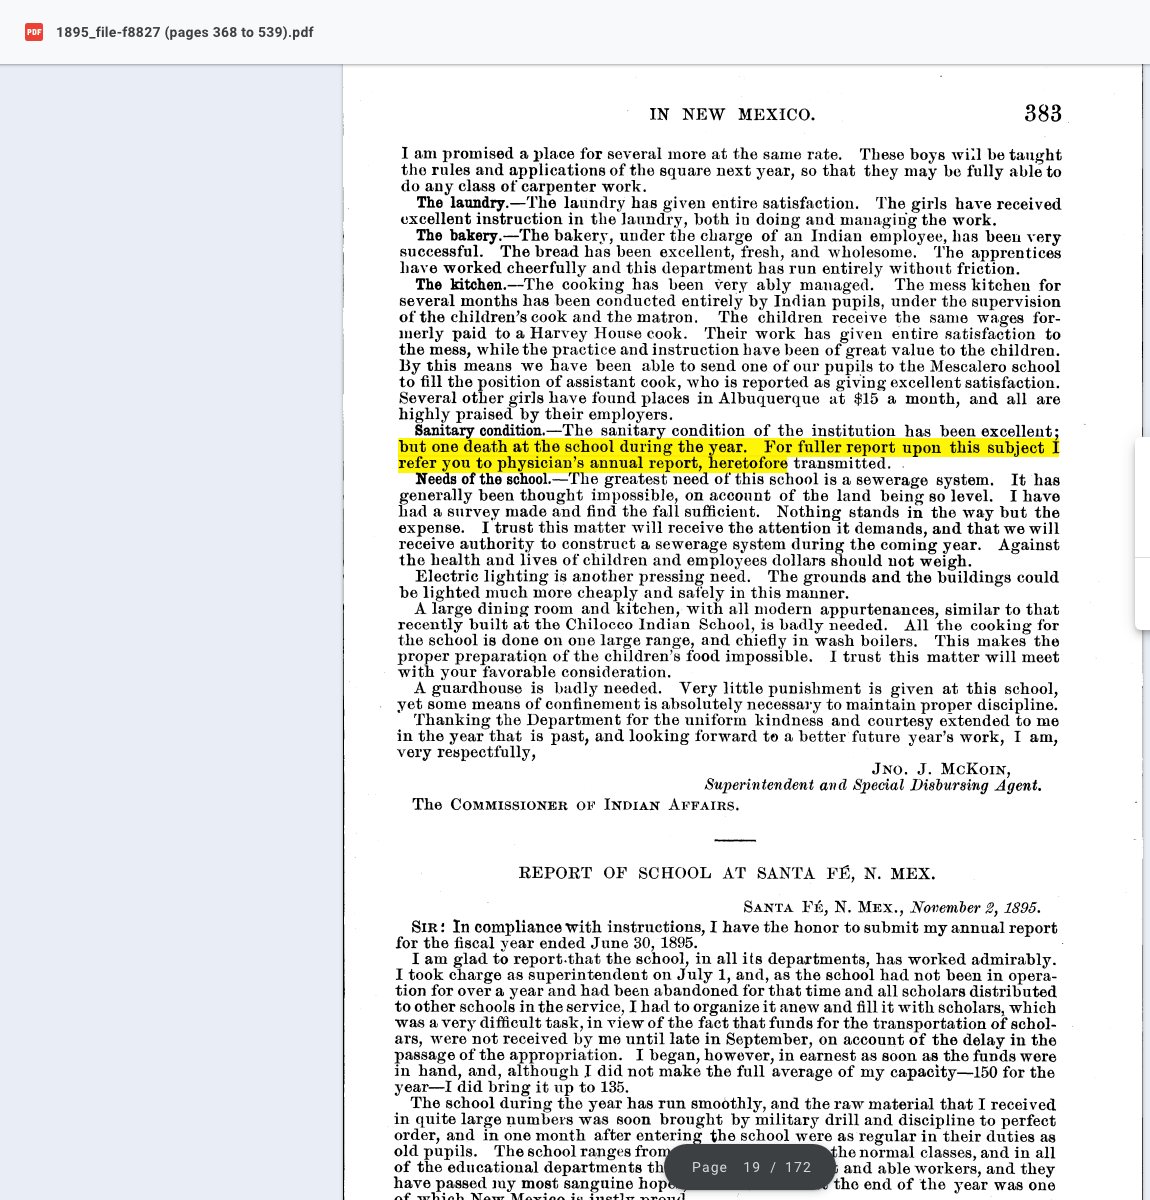 PDF 1895_file-f8827 (pages 368 to 539).pdf
IN NEW MEXICO. 383
I am promised a place for several more at the same rate. These boys will be taught
the rules and applications of the square next year, so that they may be fully able to
do any class of carpenter work.
The laundry.—The laundry has given entire satisfaction. The girls have received
excellent instruction in the laundry, both in doing and managing the work.
The bakery.—The bakery, under the charge of an Indian employee, has been very
successful. The bread has been excellent, fresh, and wholesome. The apprentices
have worked cheerfully and this department has run entirely without friction.
The kitchen.—The cooking has been very ably managed. The mess kitchen for
several months has been conducted entirely by Indian pupils, under the supervision
of the children's cook and the matron. The children receive the same wages for-
merly paid to a Harvey House cook. Their work has given entire satisfaction to
the mess, while the practice and instruction have been of great value to the children.
By this means we have been able to send one of our pupils to the Mescalero school
to fill the position of assistant cook, who is reported as giving excellent satisfaction.
Several other girls have found places in Albuquerque at $15 a month, and all are
highly praised by their employers.
Sanitary condition.—The sanitary condition of the institution has been excellent;
but one death at the school during the year. For fuller report upon this subject I
refer you to physician's annual report, heretofore transmitted.
Needs of the school.—The greatest need of this school is a sewerage system. It has
generally been thought impossible, on account of the land being so level. I have
had a survey made and find the fall sufficient. Nothing stands in the way but the
expense. I trust this matter will receive the attention it demands, and that we will
receive authority to construct a sewerage system during the coming year. Against
the health and lives of children and employees dollars should not weigh.
Electric lighting is another pressing need. The grounds and the buildings could
be lighted much more cheaply and safely in this manner.
A large dining room and kitchen, with all modern appurtenances, similar to that
recently built at the Chilocco Indian School, is badly needed. All the cooking for
the school is done on one large range, and chiefly in wash boilers. This makes the
proper preparation of the children's food impossible. I trust this matter will meet
with your favorable consideration.
A guardhouse is badly needed. Very little punishment is given at this school,
yet some means of confinement is absolutely necessary to maintain proper discipline.
Thanking the Department for the uniform kindness and courtesy extended to me
in the year that is past, and looking forward to a better future year's work, I am,
very respectfully,
JNO. J. MCKOIN,
Superintendent and Special Disbursing Agent.
The COMMISSIONER OF INDIAN AFFAIRS.
REPORT OF SCHOOL AT SANTA FÉ, N. MEX.
SANTA FÉ, N. MEX., November 2, 1895.
SIR: In compliance with instructions, I have the honor to submit my annual report
for the fiscal year ended June 30, 1895.
I am glad to report that the school, in all its departments, has worked admirably.
I took charge as superintendent on July 1, and, as the school had not been in opera-
tion for over a year and had been abandoned for that time and all scholars distributed
to other schools in the service, I had to organize it anew and fill it with scholars, which
was a very difficult task, in view of the fact that funds for the transportation of schol-
ars, were not received by me until late in September, on account of the delay in the
passage of the appropriation. I began, however, in earnest as soon as the funds were
in hand, and, although I did not make the full average of my capacity—150 for the
year—I did bring it up to 135.
The school during the year has run smoothly, and the raw material that I received
in quite large numbers was soon brought by military drill and discipline to perfect
order, and in one month after entering the school were as regular in their duties as
old pupils. The school ranges from the normal classes, and in all
of the educational departments and able workers, and they
have passed my most sanguine the end of the year was one
of which New Mexico is justly proud
Page 19 / 172